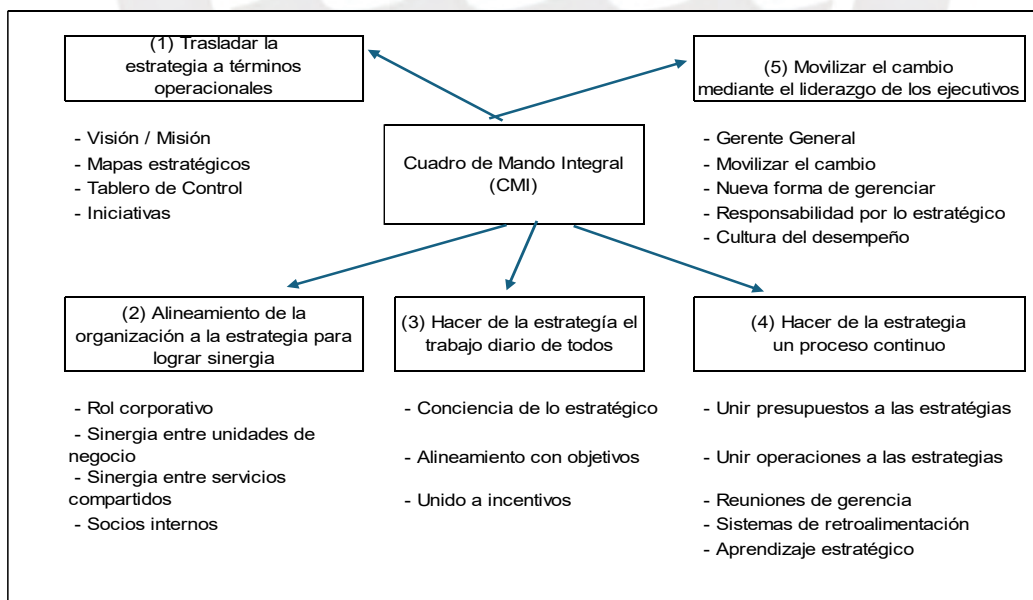 (1) Trasladar la
estrategia a términos
operacionales
- Visión / Misión
- Mapas estratégicos
- Tablero de Control
- Iniciativas
Cuadro de Mando Integral
(CMI)
(5) Movilizar el cambio
mediante el liderazgo de los ejecutivos
- Gerente General
- Movilizar el cambio
- Nueva forma de gerenciar
- Responsabilidad por lo estratégico
- Cultura del desempeño
(2) Alineamiento de la
organización a la estrategia para
lograr sinergia
- Rol corporativo
- Sinergia entre unidades de
negocio
- Sinergia entre servicios
compartidos
- Socios internos
(3) Hacer de la estrategía el
trabajo diario de todos
- Conciencia de lo estratégico
- Alineamiento con objetivos
- Unido a incentivos
(4) Hacer de la estrategia
un proceso continuo
- Unir presupuestos a las estratégias
- Unir operaciones a las estrategias
- Reuniones de gerencia
- Sistemas de retroalimentación
- Aprendizaje estratégico